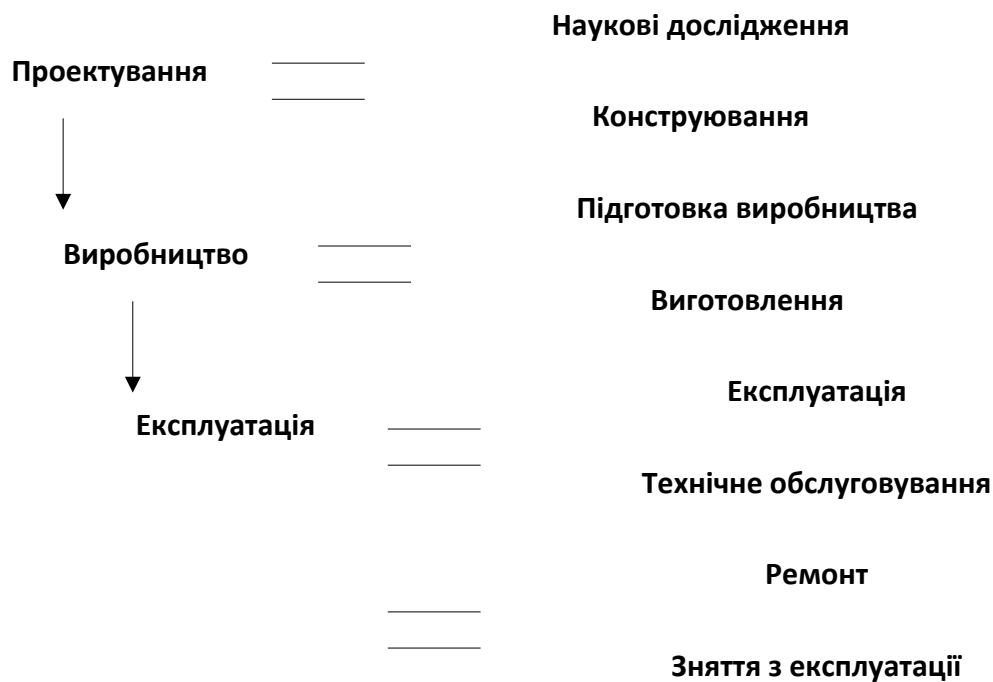 Наукові дослідження
Проектування
Конструювання
Підготовка виробництва
Виробництво
Виготовлення
Експлуатація
Експлуатація
Технічне обслуговування
Ремонт
Зняття з експлуатації